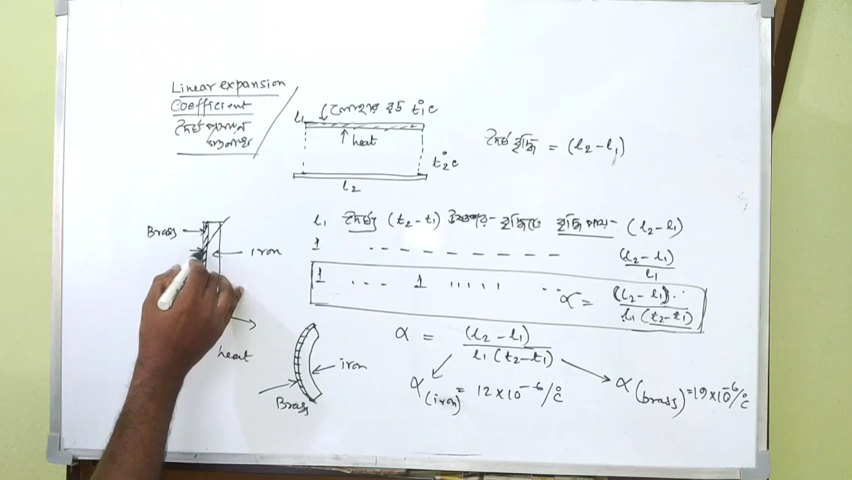 Linear expansion
Coefficient
দৈর্ঘ্য প্রসারণ
গুণাঙ্ক
l₁ লোহার রড t₁°c
heat
t₂°c
l₂
দৈর্ঘ্য বৃদ্ধি = (l₂-l₁)
l₁ দৈর্ঘ্য (t₂-t₁) বৃদ্ধিতে বৃদ্ধি পায়- (l₂-l₁)
1 .. - - - - - - - - (l₂-l₁)/l₁
1 ... 1 ..... .. α = (l₂-l₁)/l₁(t₂-t₁)
α = (l₂-l₁)/l₁(t₂-t₁)
α(iron) = 12×10⁻⁶/°c
α(brass) = 19×10⁻⁶/°c
Brass
iron
heat
iron
Brass